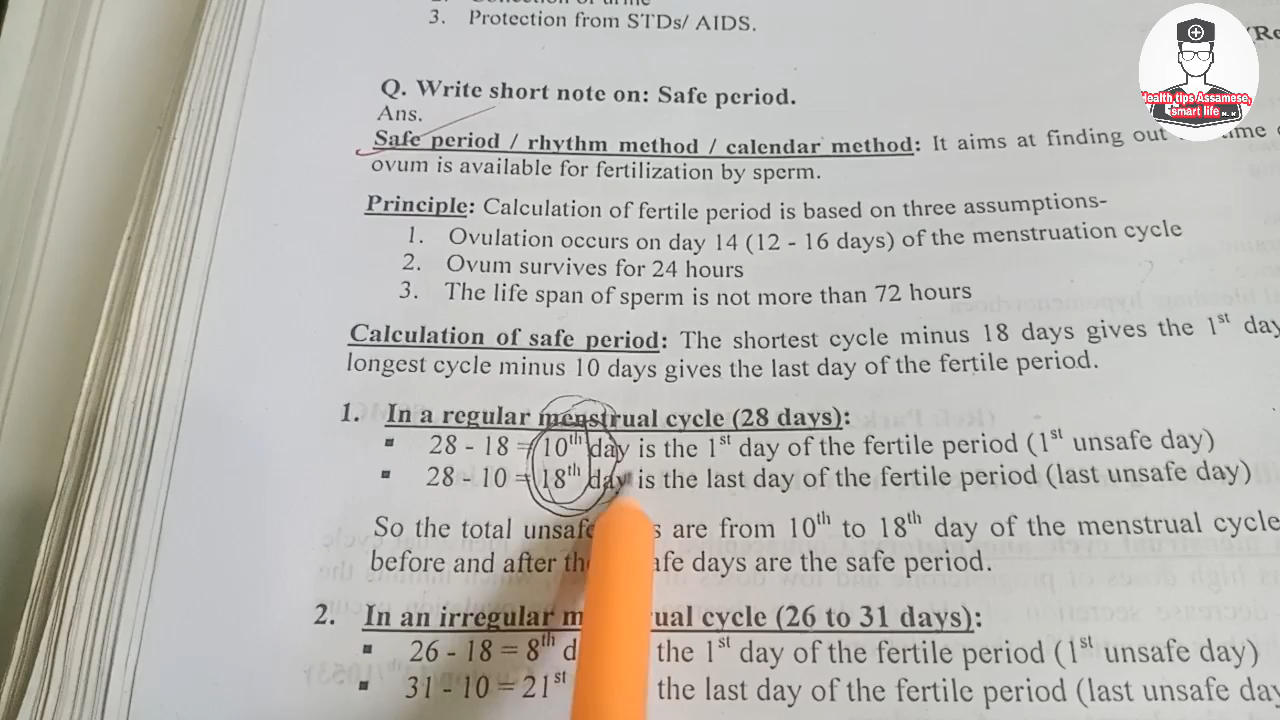 3. Protection from STDs/ AIDS.
Health tips Assamese,
smart life
Q. Write short note on: Safe period.
Ans.
Safe period / rhythm method / calendar method: It aims at finding out
ovum is available for fertilization by sperm.
Principle: Calculation of fertile period is based on three assumptions-
1. Ovulation occurs on day 14 (12 - 16 days) of the menstruation cycle
2. Ovum survives for 24 hours
3. The life span of sperm is not more than 72 hours
Calculation of safe period: The shortest cycle minus 18 days gives the 1st day
longest cycle minus 10 days gives the last day of the fertile period.
1. In a regular menstrual cycle (28 days):
▪ 28 - 18 = 10th day is the 1st day of the fertile period (1st unsafe day)
▪ 28 - 10 = 18th day is the last day of the fertile period (last unsafe day)
So the total are from 10th to 18th day of the menstrual cycle
before and after days are the safe period.
2. In an irregular cycle (26 to 31 days):
▪ 26 - 18 = 8th the 1st day of the fertile period (1st unsafe day)
▪ 31 - 10 = 21st the last day of the fertile period (last unsafe